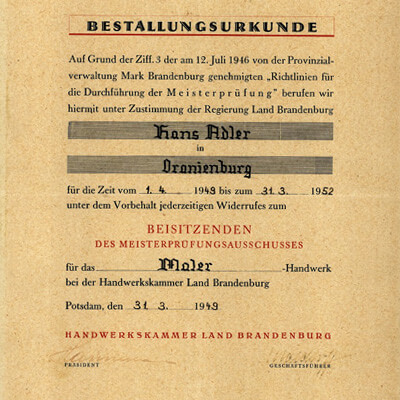 BESTALLUNGSURKUNDE
Auf Grund der Ziff. 3 der am 12. Juli 1946 von der Provinzial-
verwaltung Mark Brandenburg genehmigten „Richtlinien für
die Durchführung der Meisterprüfung" berufen wir
hiermit unter Zustimmung der Regierung Land Brandenburg
Hans Adler
in
Oranienburg
für die Zeit vom 1. 4. 1949 bis zum 31. 3. 1952
unter dem Vorbehalt jederzeitigen Widerrufes zum
BEISITZENDEN
DES MEISTERPRÜFUNGSAUSSCHUSSES
für das Maler -Handwerk
bei der Handwerkskammer Land Brandenburg
Potsdam, den 31 3. 1949
HANDWERKSKAMMER LAND BRANDENBURG
PRÄSIDENT GESCHÄFTSFÜHRER